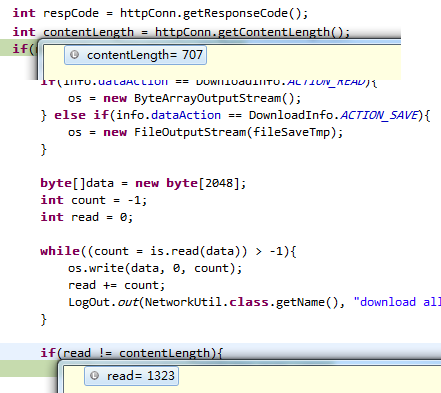 int respCode = httpConn.getResponseCode();
int contentLength = httpConn.getContentLength();
if(
contentLength= 707
if(info.dataAction == DownloadInfo.ACTION_READ){
os = new ByteArrayOutputStream();
} else if(info.dataAction == DownloadInfo.ACTION_SAVE){
os = new FileOutputStream(fileSaveTmp);
}
byte[]data = new byte[2048];
int count = -1;
int read = 0;
while((count = is.read(data)) > -1){
os.write(data, 0, count);
read += count;
LogOut.out(NetworkUtil.class.getName(), "download all
}
if(read != contentLength){
read= 1323